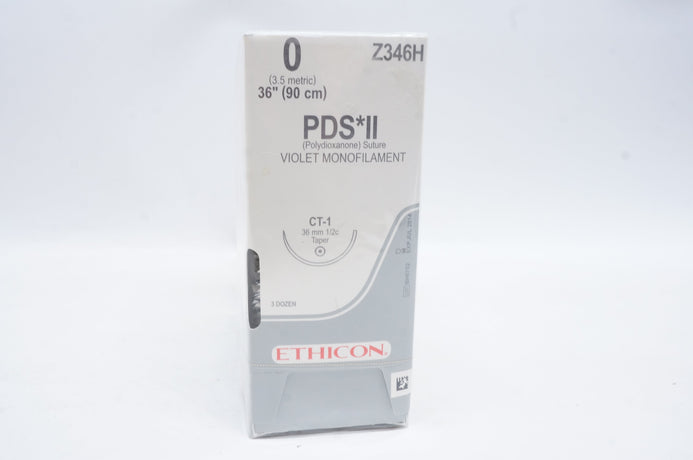 0
Z346H
(3.5 metric)
36" (90 cm)
PDS*II
(Polydioxanone) Suture
VIOLET MONOFILAMENT
CT-1
36 mm 1/2c
Taper
3 DOZEN
ETHICON